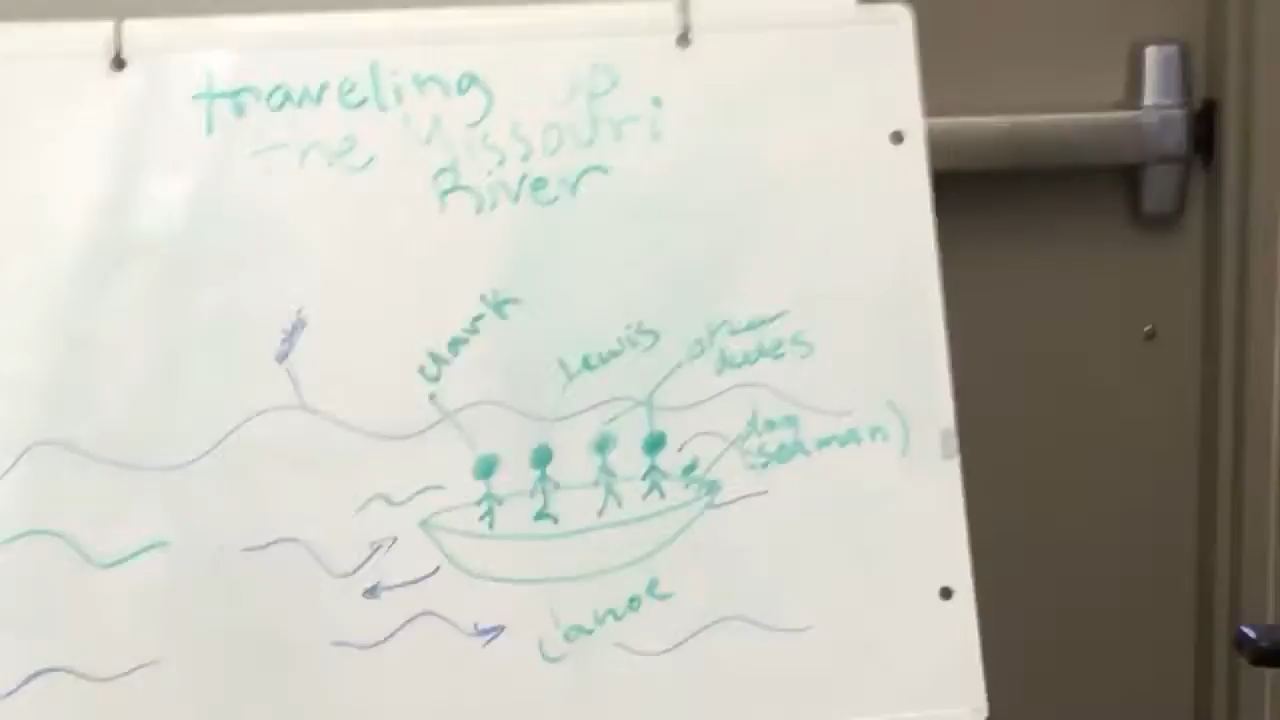 traveling up
the Missouri
River
Clark
Lewis
other
dudes
dog
(seaman)
canoe